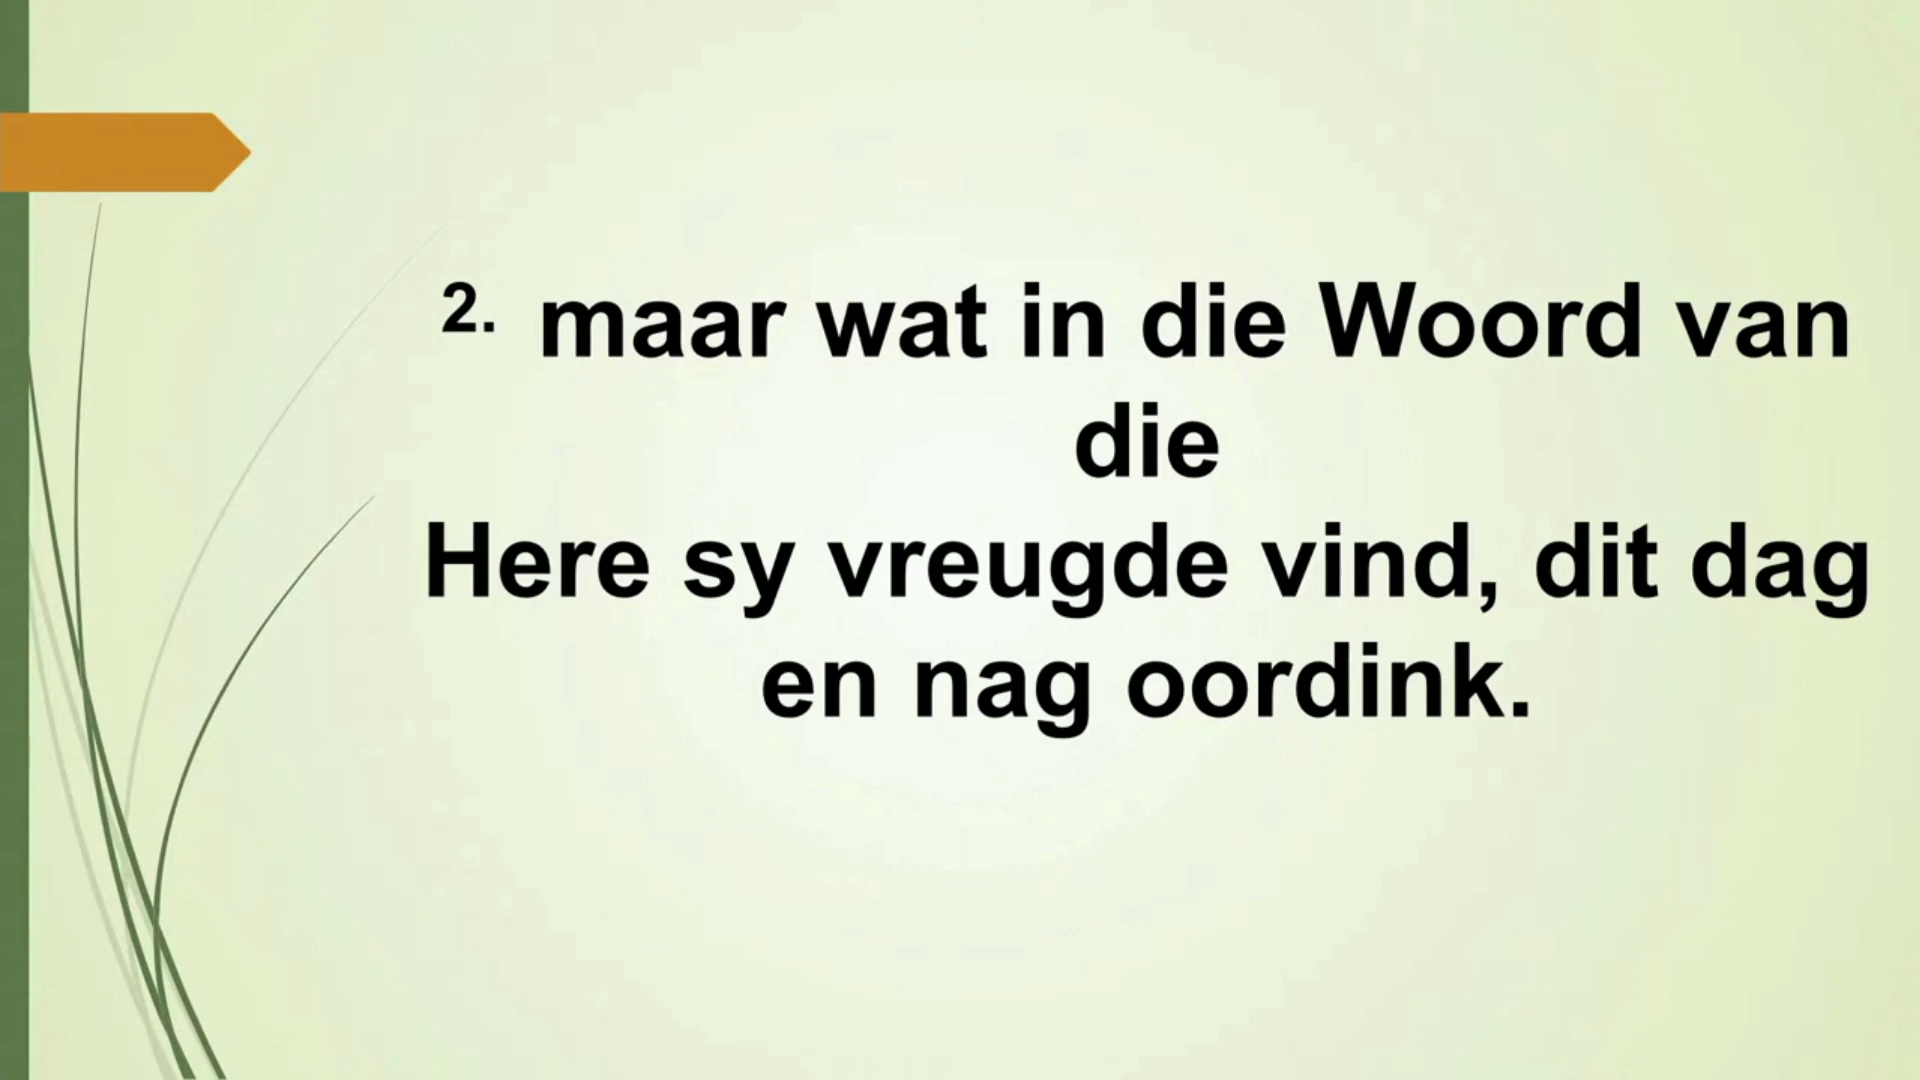 2. maar wat in die Woord van
die
Here sy vreugde vind, dit dag
en nag oordink.